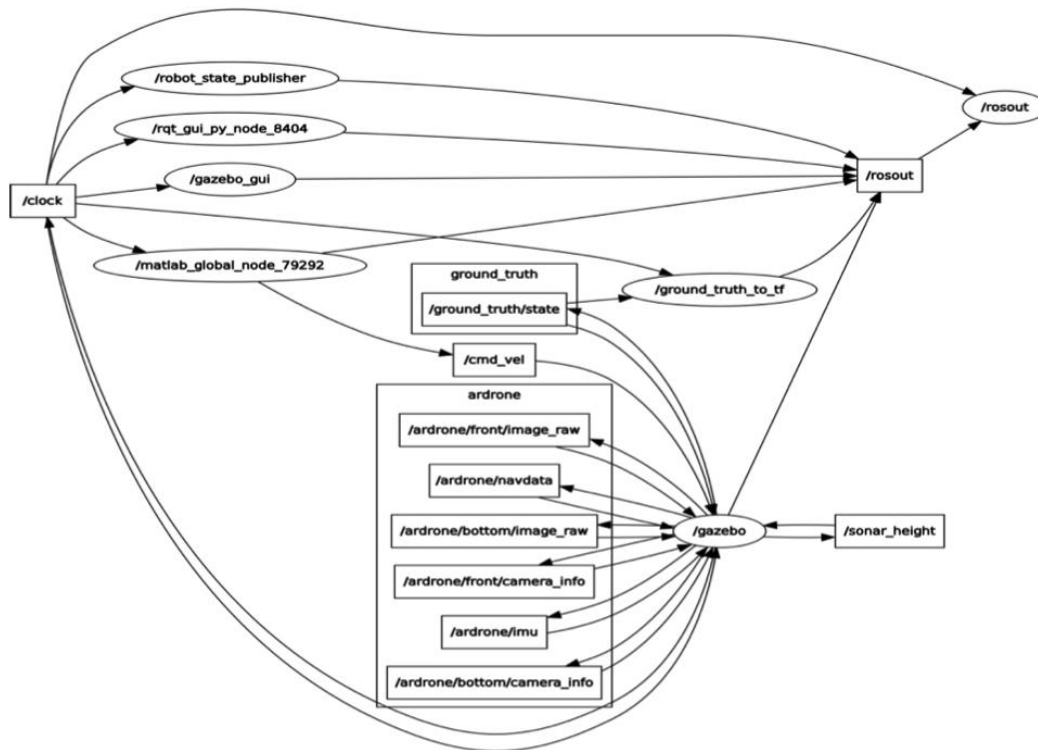 /robot_state_publisher
/rosout
/rqt_gui_py_node_8404
/rosout
/gazebo_gui
/clock
/matlab_global_node_79292
ground_truth
/ground_truth_to_tf
/ground_truth/state
/cmd_vel
ardrone
/ardrone/front/image_raw
/ardrone/navdata
/ardrone/bottom/image_raw
/gazebo
/sonar_height
/ardrone/front/camera_info
/ardrone/imu
/ardrone/bottom/camera_info